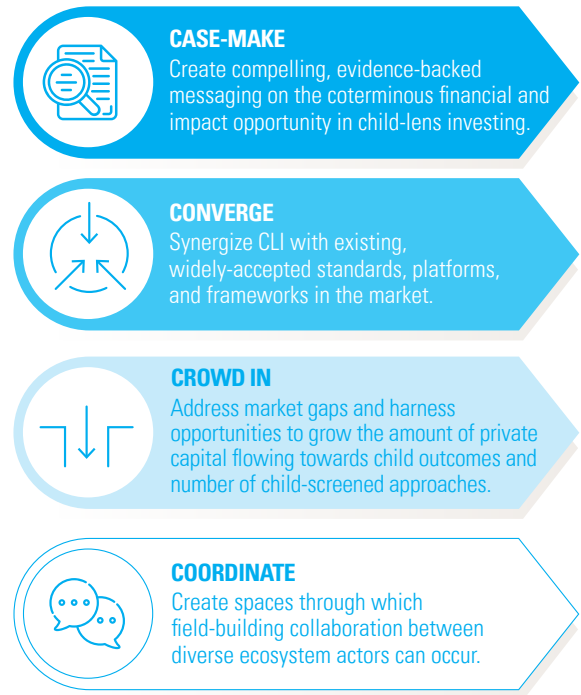 CASE-MAKE
Create compelling, evidence-backed
messaging on the coterminous financial and
impact opportunity in child-lens investing.
CONVERGE
Synergize CLI with existing,
widely-accepted standards, platforms,
and frameworks in the market.
CROWD IN
Address market gaps and harness
opportunities to grow the amount of private
capital flowing towards child outcomes and
number of child-screened approaches.
COORDINATE
Create spaces through which
field-building collaboration between
diverse ecosystem actors can occur.